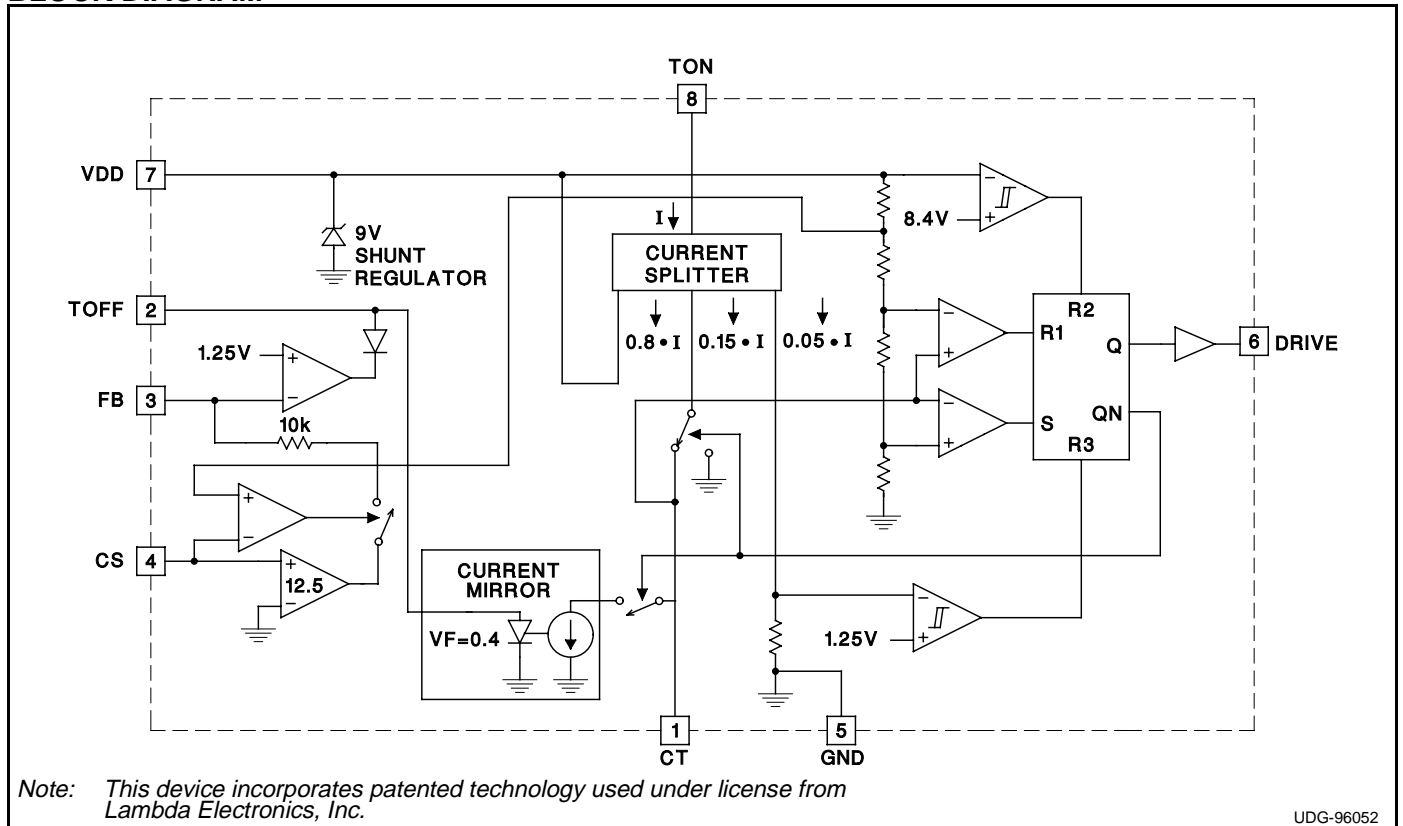 BLOCK DIAGRAM
TON
8
VDD 7
I
8.4V
9V
SHUNT
REGULATOR
CURRENT
SPLITTER
TOFF 2
R2
0.8 • I 0.15 • I 0.05 • I
R1
Q
6 DRIVE
1.25V
FB 3
10k
QN
S
R3
CS 4
12.5
CURRENT
MIRROR
VF=0.4
1.25V
1
CT
5
GND
Note: This device incorporates patented technology used under license from
Lambda Electronics, Inc.
UDG-96052